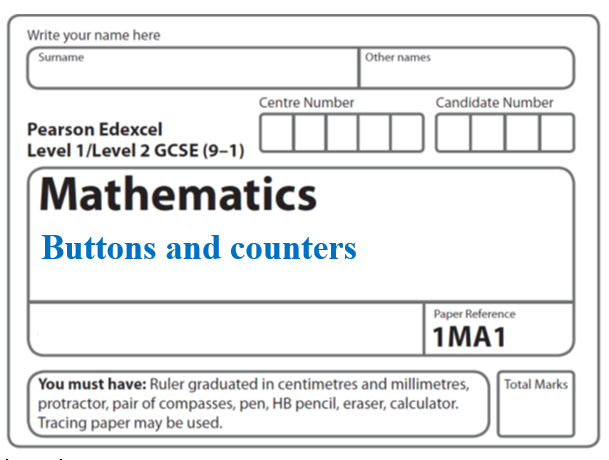 Write your name here
Surname
Other names
Centre Number
Candidate Number
Pearson Edexcel
Level 1/Level 2 GCSE (9–1)
Mathematics
Buttons and counters
Paper Reference
1MA1
You must have: Ruler graduated in centimetres and millimetres,
protractor, pair of compasses, pen, HB pencil, eraser, calculator.
Tracing paper may be used.
Total Marks